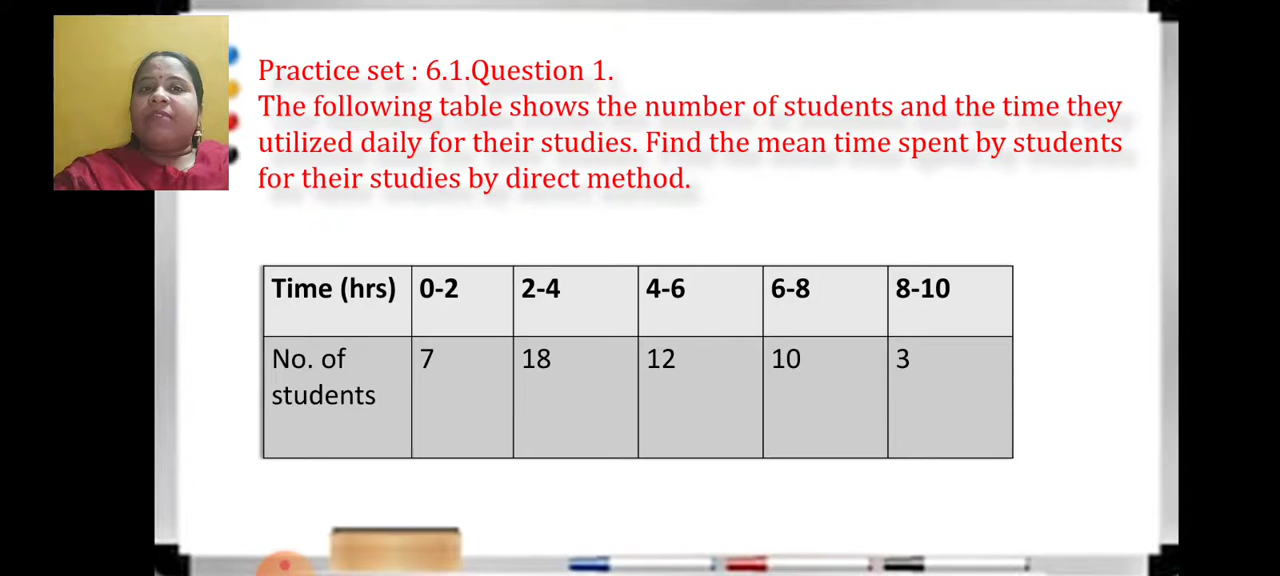 Practice set : 6.1.Question 1.
The following table shows the number of students and the time they
utilized daily for their studies. Find the mean time spent by students
for their studies by direct method.
Time (hrs) 0-2 2-4 4-6 6-8 8-10
No. of 7 18 12 10 3
students